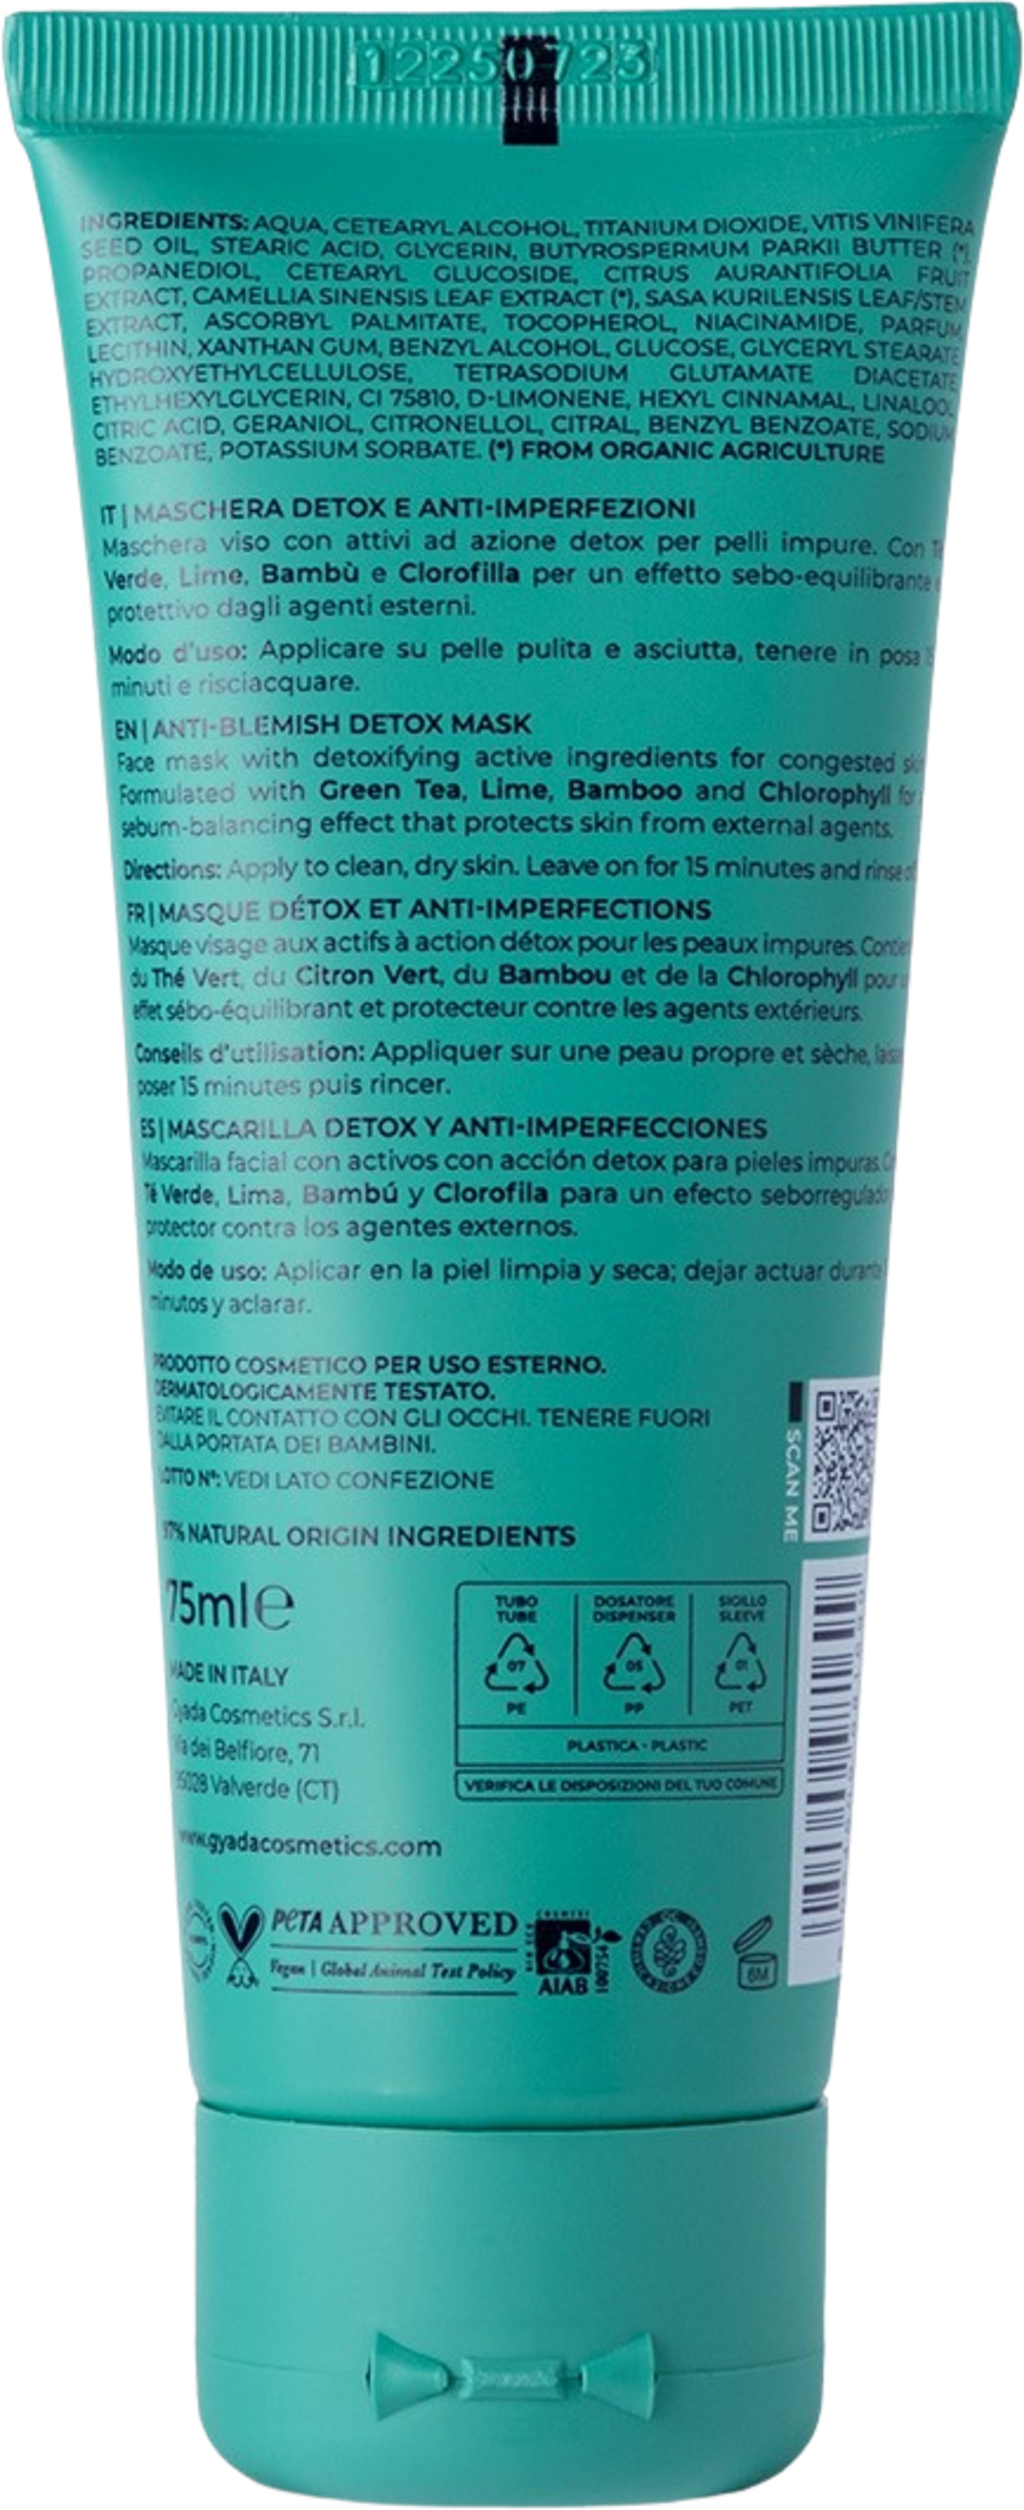 12250723
INGREDIENTS: AQUA, CETEARYL ALCOHOL, TITANIUM DIOXIDE, VITIS VINIFERA
SEED OIL, STEARIC ACID, GLYCERIN, BUTYROSPERMUM PARKII BUTTER (*),
PROPANEDIOL, CETEARYL GLUCOSIDE, CITRUS AURANTIFOLIA FRUIT
EXTRACT, CAMELLIA SINENSIS LEAF EXTRACT (*), SASA KURILENSIS LEAF/STEM
EXTRACT, ASCORBYL PALMITATE, TOCOPHEROL, NIACINAMIDE, PARFUM,
LECITHIN, XANTHAN GUM, BENZYL ALCOHOL, GLUCOSE, GLYCERYL STEARATE,
HYDROXYETHYLCELLULOSE, TETRASODIUM GLUTAMATE DIACETATE,
ETHYLHEXYLGLYCERIN, CI 75810, D-LIMONENE, HEXYL CINNAMAL, LINALOOL,
CITRIC ACID, GERANIOL, CITRONELLOL, CITRAL, BENZYL BENZOATE, SODIUM
BENZOATE, POTASSIUM SORBATE. (*) FROM ORGANIC AGRICULTURE
IT | MASCHERA DETOX E ANTI-IMPERFEZIONI
Maschera viso con attivi ad azione detox per pelli impure. Con Tè
Verde, Lime, Bambù e Clorofilla per un effetto sebo-equilibrante e
protettivo dagli agenti esterni.
Modo d'uso: Applicare su pelle pulita e asciutta, tenere in posa 15
minuti e risciacquare.
EN | ANTI-BLEMISH DETOX MASK
Face mask with detoxifying active ingredients for congested skin
Formulated with Green Tea, Lime, Bamboo and Chlorophyll for
sebum-balancing effect that protects skin from external agents.
Directions: Apply to clean, dry skin. Leave on for 15 minutes and rinse
FR | MASQUE DÉTOX ET ANTI-IMPERFECTIONS
Masque visage aux actifs à action détox pour les peaux impures.
du Thé Vert, du Citron Vert, du Bambou et de la Chlorophyll pour
effet sébo-équilibrant et protecteur contre les agents extérieurs.
Conseils d'utilisation: Appliquer sur une peau propre et sèche,
poser 15 minutes puis rincer.
ES | MASCARILLA DETOX Y ANTI-IMPERFECCIONES
Mascarilla facial con activos con acción detox para pieles impuras.
Té Verde, Lima, Bambú y Clorofila para un efecto seborregulador
protector contra los agentes externos.
Modo de uso: Aplicar en la piel limpia y seca; dejar actuar durante
minutos y aclarar.
PRODOTTO COSMETICO PER USO ESTERNO.
DERMATOLOGICAMENTE TESTATO.
EVITARE IL CONTATTO CON GLI OCCHI. TENERE FUORI
DALLA PORTATA DEI BAMBINI.
LOTTO N°: VEDI LATO CONFEZIONE
97% NATURAL ORIGIN INGREDIENTS
75ml e
MADE IN ITALY
Gyada Cosmetics S.r.l.
Via dei Belfiore, 71
95028 Valverde (CT)
www.gyadacosmetics.com
SCAN ME
TUBO DOSATORE SIGILLO
TUBE DISPENSER SLEEVE
07 05 01
PE PP PET
PLASTICA - PLASTIC
VERIFICA LE DISPOSIZIONI DEL TUO COMUNE
PETA APPROVED
Vegan | Global Animal Test Policy
AIAB
6M